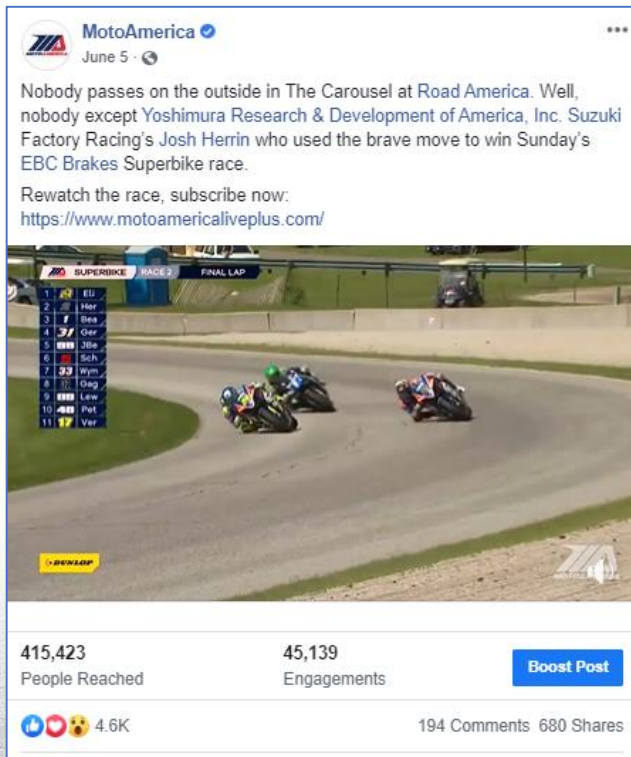 MotoAmerica
June 5 ·
Nobody passes on the outside in The Carousel at Road America. Well,
nobody except Yoshimura Research & Development of America, Inc. Suzuki
Factory Racing's Josh Herrin who used the brave move to win Sunday's
EBC Brakes Superbike race.
Rewatch the race, subscribe now:
https://www.motoamericaliveplus.com/
SUPERBIKE RACE 2 FINAL LAP
1 Eli
2 Her
3 1 Bea
4 31 Ger
5 JBe
6 Sch
7 33 Wym
8 Gag
9 Lew
10 Pet
11 17 Ver
DUNLOP
415,423 45,139 Boost Post
People Reached Engagements
4.6K 194 Comments 680 Shares